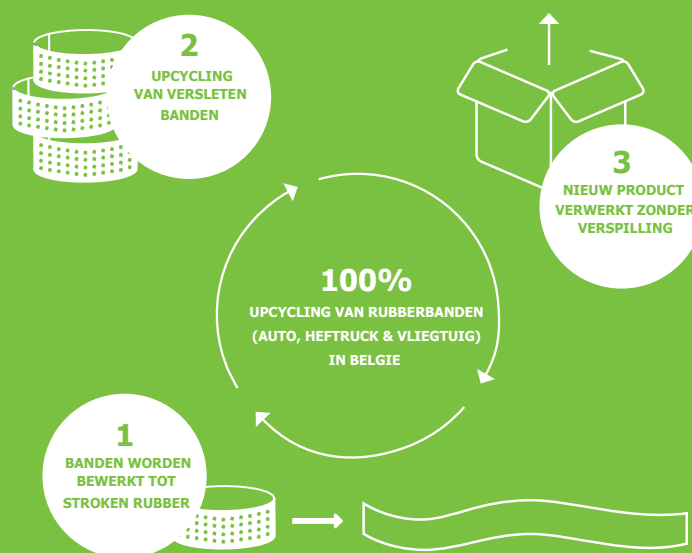 2
UPCYCLING
VAN VERSLETEN
BANDEN
3
NIEUW PRODUCT
VERWERKT ZONDER
VERSPILLING
100%
UPCYCLING VAN RUBBERBANDEN
(AUTO, HEFTRUCK & VLIEGTUIG)
IN BELGIE
1
BANDEN WORDEN
BEWERKT TOT
STROKEN RUBBER